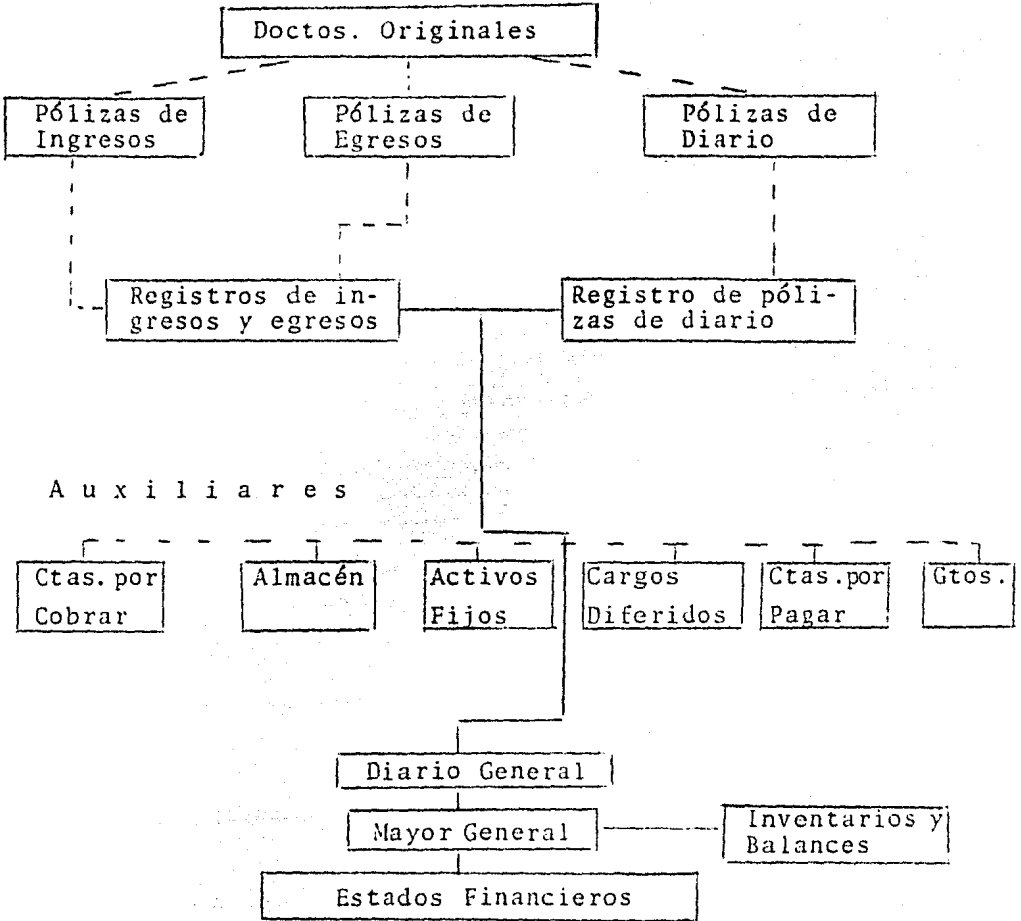 Doctos. Originales
Pólizas de
Ingresos
Pólizas de
Egresos
Pólizas de
Diario
Registros de in-
gresos y egresos
Registro de póli-
zas de diario
A u x i l i a r e s
Ctas. por
Cobrar
Almacén
Activos
Fijos
Cargos
Diferidos
Ctas.por
Pagar
Gtos.
Diario General
Mayor General
Inventarios y
Balances
Estados Financieros